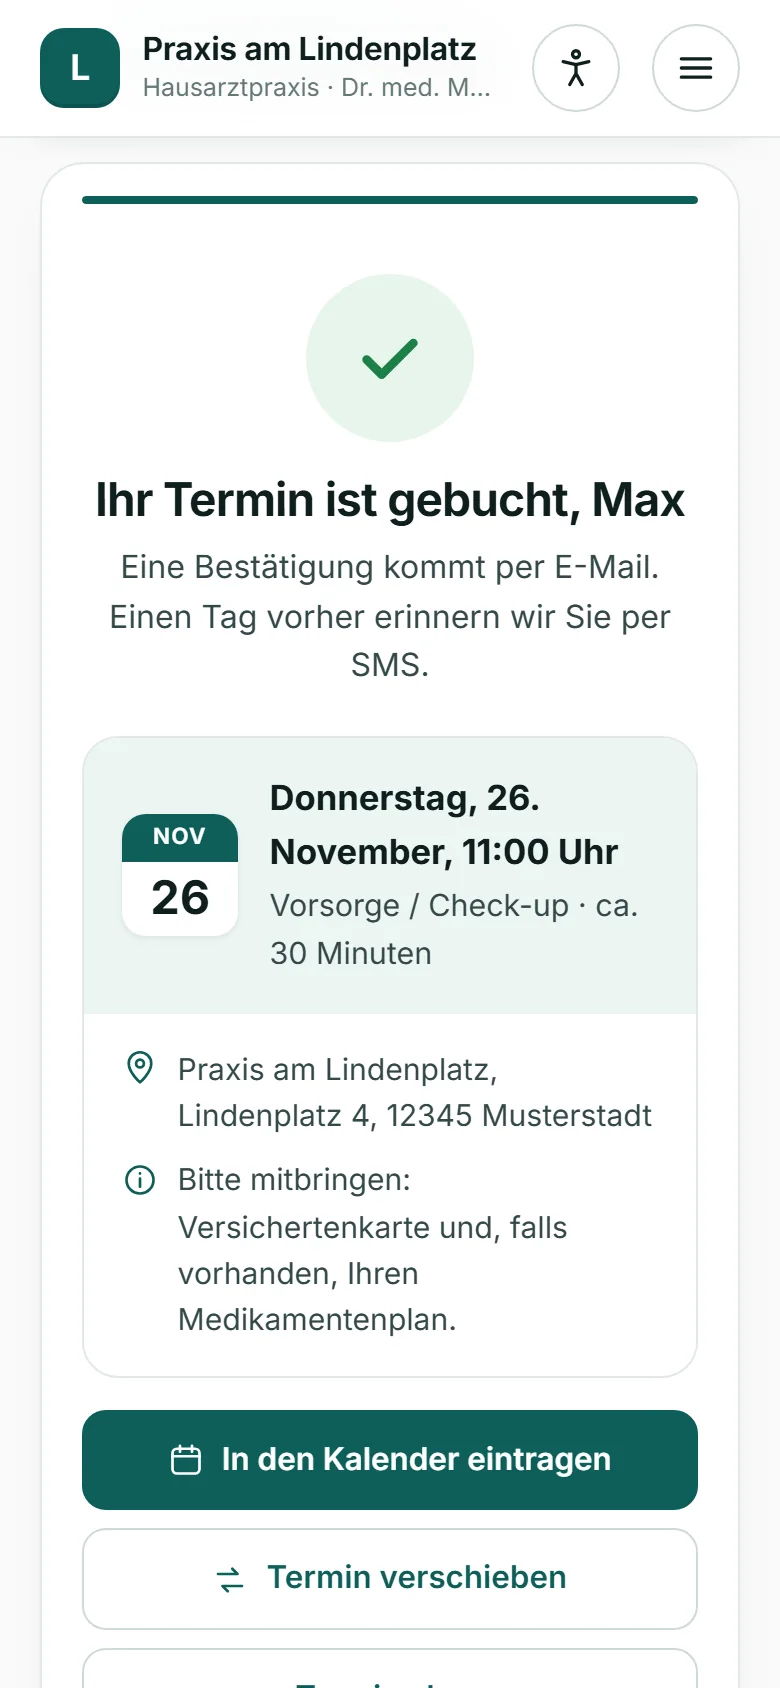 L
Praxis am Lindenplatz
Hausarztpraxis · Dr. med. M...
Ihr Termin ist gebucht, Max
Eine Bestätigung kommt per E-Mail.
Einen Tag vorher erinnern wir Sie per
SMS.
NOV
26
Donnerstag, 26.
November, 11:00 Uhr
Vorsorge / Check-up · ca.
30 Minuten
Praxis am Lindenplatz,
Lindenplatz 4, 12345 Musterstadt
Bitte mitbringen:
Versichertenkarte und, falls
vorhanden, Ihren
Medikamentenplan.
In den Kalender eintragen
Termin verschieben